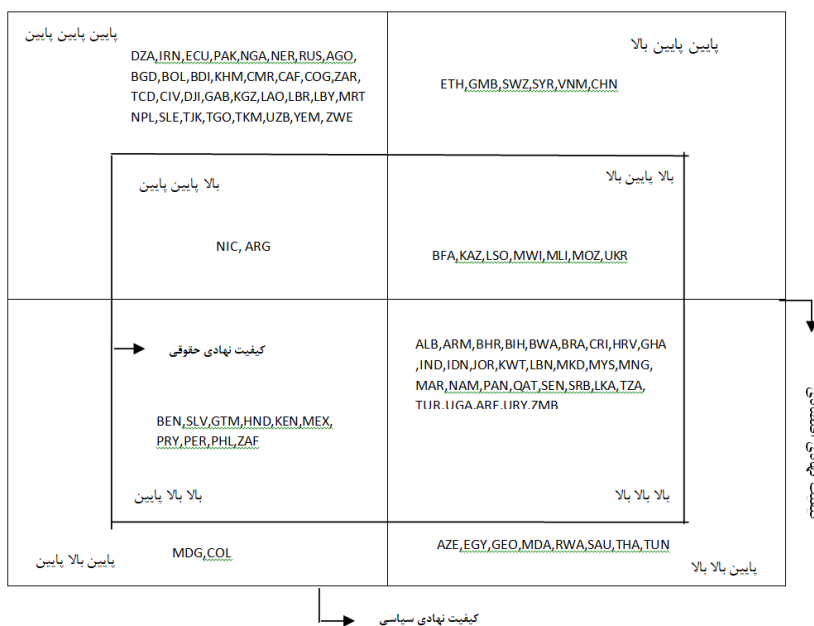 پایین پایین پایین
DZA,IRN,ECU,PAK,NGA,NER,RUS,AGO,
BGD,BOL,BDI,KHM,CMR,CAF,COG,ZAR,
TCD,CIV,DJI,GAB,KGZ,LAO,LBR,LBY,MRT
NPL,SLE,TJK,TGO,TKM,UZB,YEM,ZWE
پایین پایین بالا
ETH,GMB,SWZ,SYR,VNM,CHN
بالا پایین پایین
NIC, ARG
بالا پایین بالا
BFA,KAZ,LSO,MWI,MLI,MOZ,UKR
کیفیت نهادی حقوقی
BEN,SLV,GTM,HND,KEN,MEX,
PRY,PER,PHL,ZAF
بالا بالا پایین
ALB,ARM,BHR,BIH,BWA,BRA,CRI,HRV,GHA
,IND,IDN,JOR,KWT,LBN,MKD,MYS,MNG,
MAR,NAM,PAN,QAT,SEN,SRB,LKA,TZA,
TUR,UGA,ARE,URY,ZMB
بالا بالا بالا
MDG,COL
پایین بالا پایین
AZE,EGY,GEO,MDA,RWA,SAU,THA,TUN
پایین بالا بالا
کیفیت نهادی سیاسی